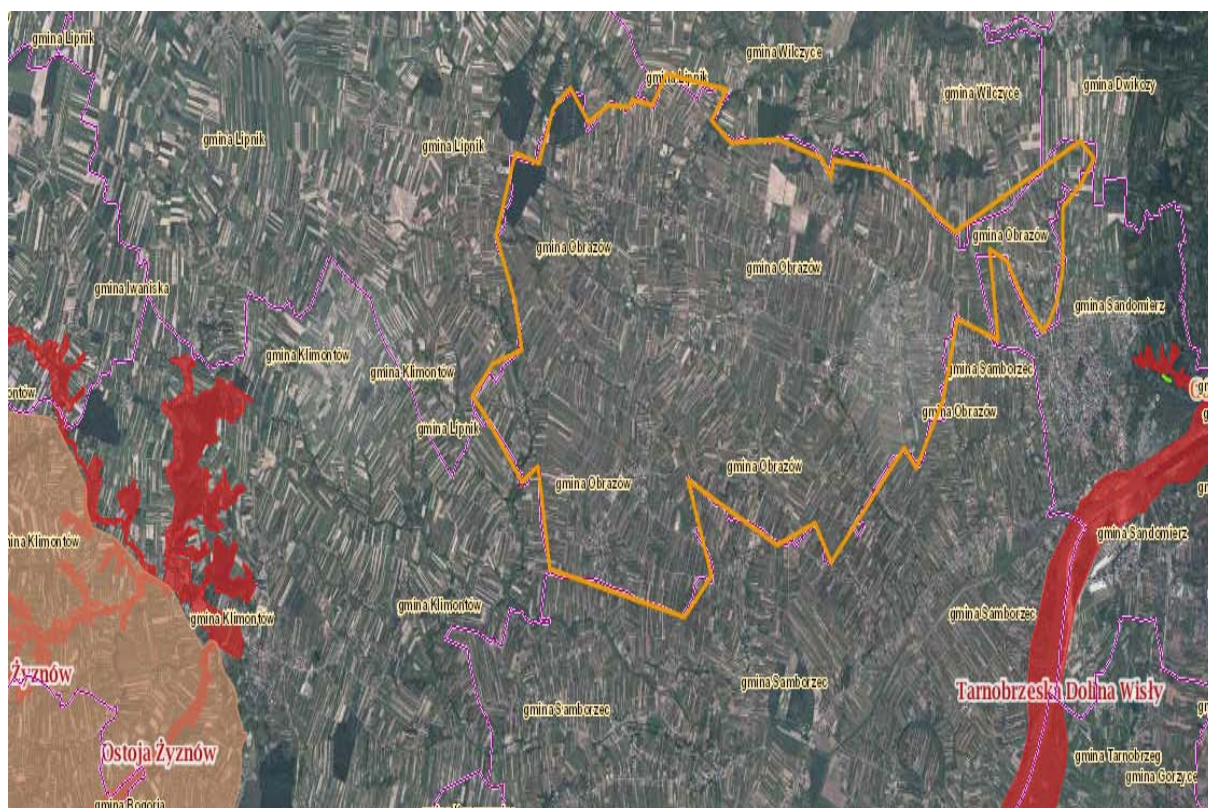 gmina Lipnik
gmina Wilczyce
gmina Lipnik
gmina Dwikozy
gmina Wilczyce
gmina Lipnik
gmina Lipnik
gmina Obrazów
gmina Obrazów
gmina Obrazów
gmina Iwaniska
gmina Sandomierz
gmina Klimontów
gmina Klimontów
gmina Samborzec
gmina Obrazów
gmina Lipnik
gmina Obrazów
gmina Obrazów
gmina Sandomierz
gmina Klimontów
gmina Samborzec
gmina Klimontów
Żyznów
gmina Samborzec
Tarnobrzeska Dolina Wisły
gmina Samborzec
Ostoja Żyznów
gmina Tarnobrzeg
gmina Gorzyce